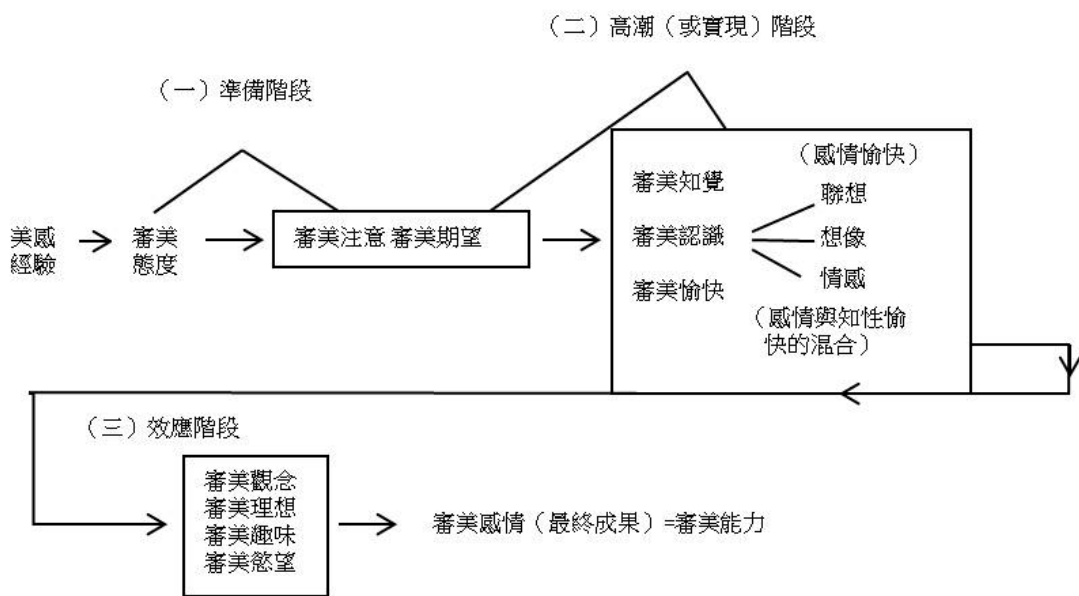 （二）高潮（或實現）階段
（一）準備階段
美感
經驗
審美
態度
審美注意 審美期望
（感情愉快）
審美知覺
聯想
審美認識
想像
情感
審美愉快
（感情與知性愉
快的混合）
（三）效應階段
審美觀念
審美理想
審美趣味
審美慾望
審美感情（最終成果）=審美能力